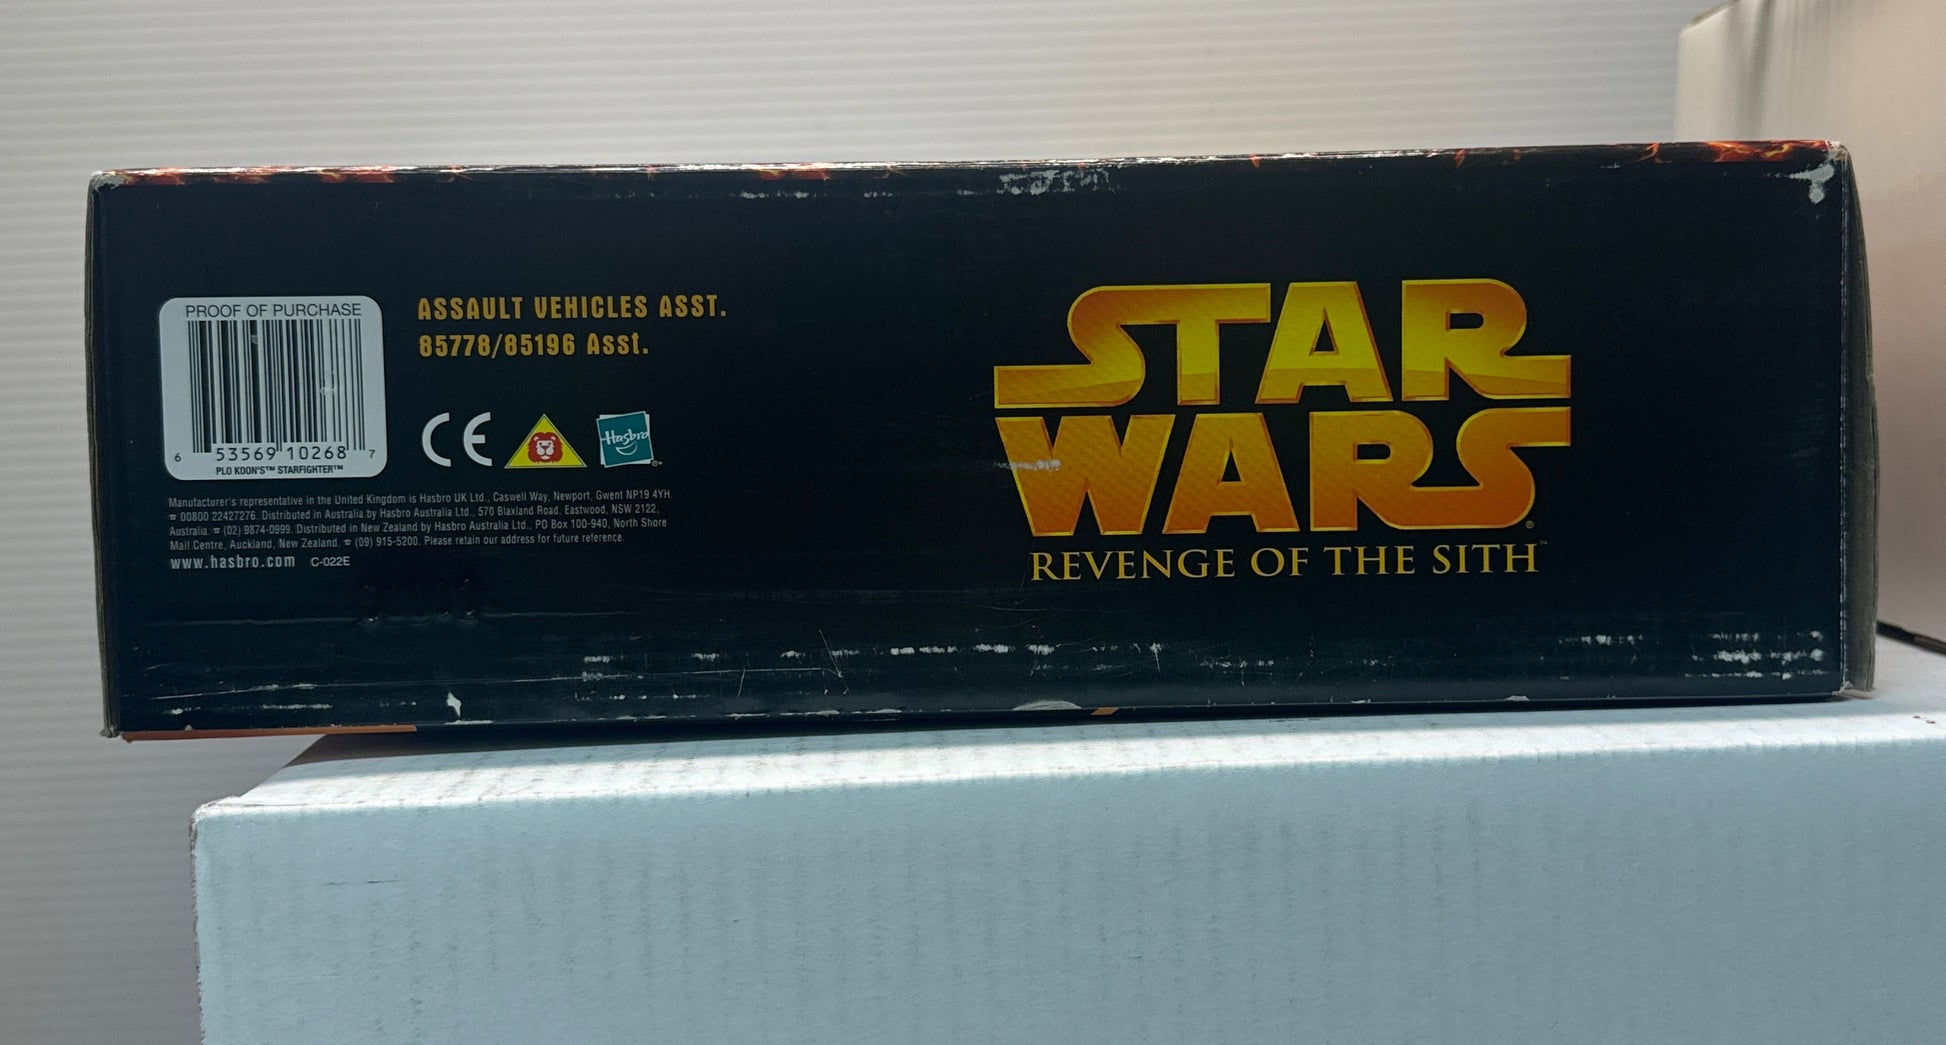 PROOF OF PURCHASE
6 53569 10268 7
PLO KOON'S™ STARFIGHTER™
ASSAULT VEHICLES ASST.
85778/85196 Asst.
CE
Hasbro
Manufacturer's representative in the United Kingdom is Hasbro UK Ltd., Caswell Way, Newport, Gwent NP19 4YH.
☎ 00800 22427276. Distributed in Australia by Hasbro Australia Ltd., 570 Blaxland Road, Eastwood, NSW 2122,
Australia. ☎ (02) 9874-0999. Distributed in New Zealand by Hasbro Australia Ltd., PO Box 100-940, North Shore
Mail Centre, Auckland, New Zealand. ☎ (09) 915-5200. Please retain our address for future reference.
www.hasbro.com C-022E
STAR
WARS®
REVENGE OF THE SITH™